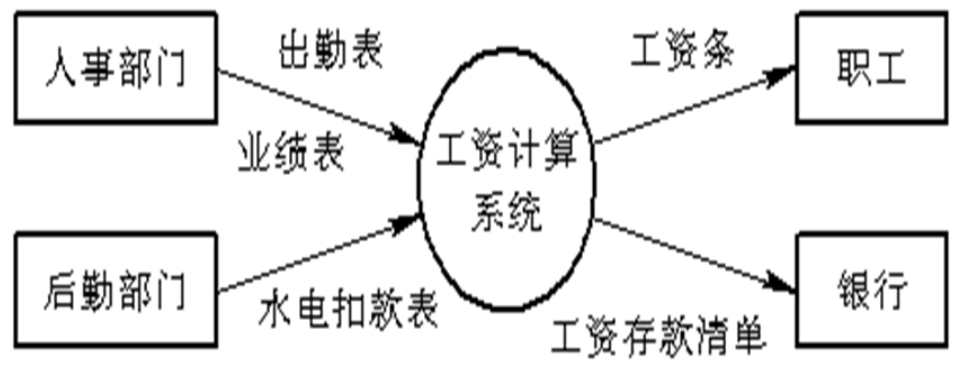 人事部门
出勤表
工资条
职工
业绩表
工资计算
系统
后勤部门
水电扣款表
工资存款清单
银行